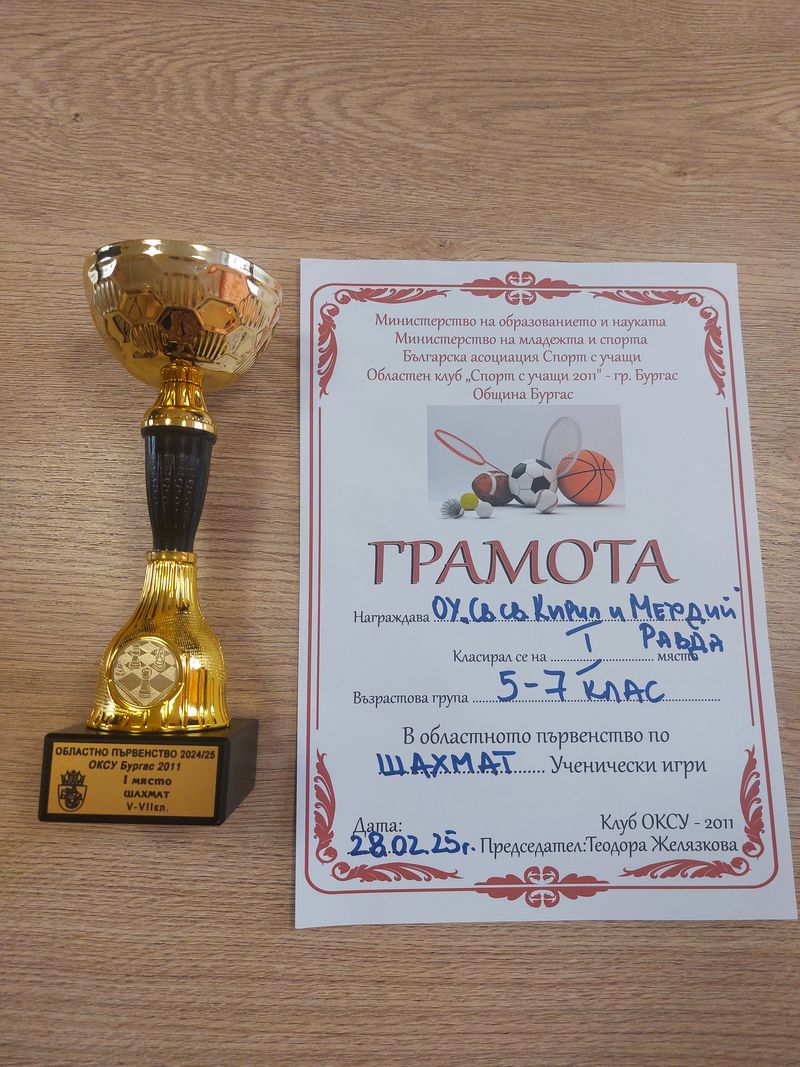 ОБЛАСТНО ПЪРВЕНСТВО 2024/25
ОКСУ Бургас 2011
I място
ШАХМАТ
V-VIIкл.
Министерство на образованието и науката
Министерство на младежта и спорта
Българска асоциация Спорт с учащи
Областен клуб „Спорт с учащи 2011" - гр. Бургас
Община Бургас
ГРАМОТА
Награждава ОУ„Св св. Кирил и Методий"
Равда
Класирал се на I място
Възрастова група 5-7 клас
В областното първенство по
ШАХМАТ Ученически игри
Дата: Клуб ОКСУ - 2011
28.02.25г. Председател:Теодора Желязкова